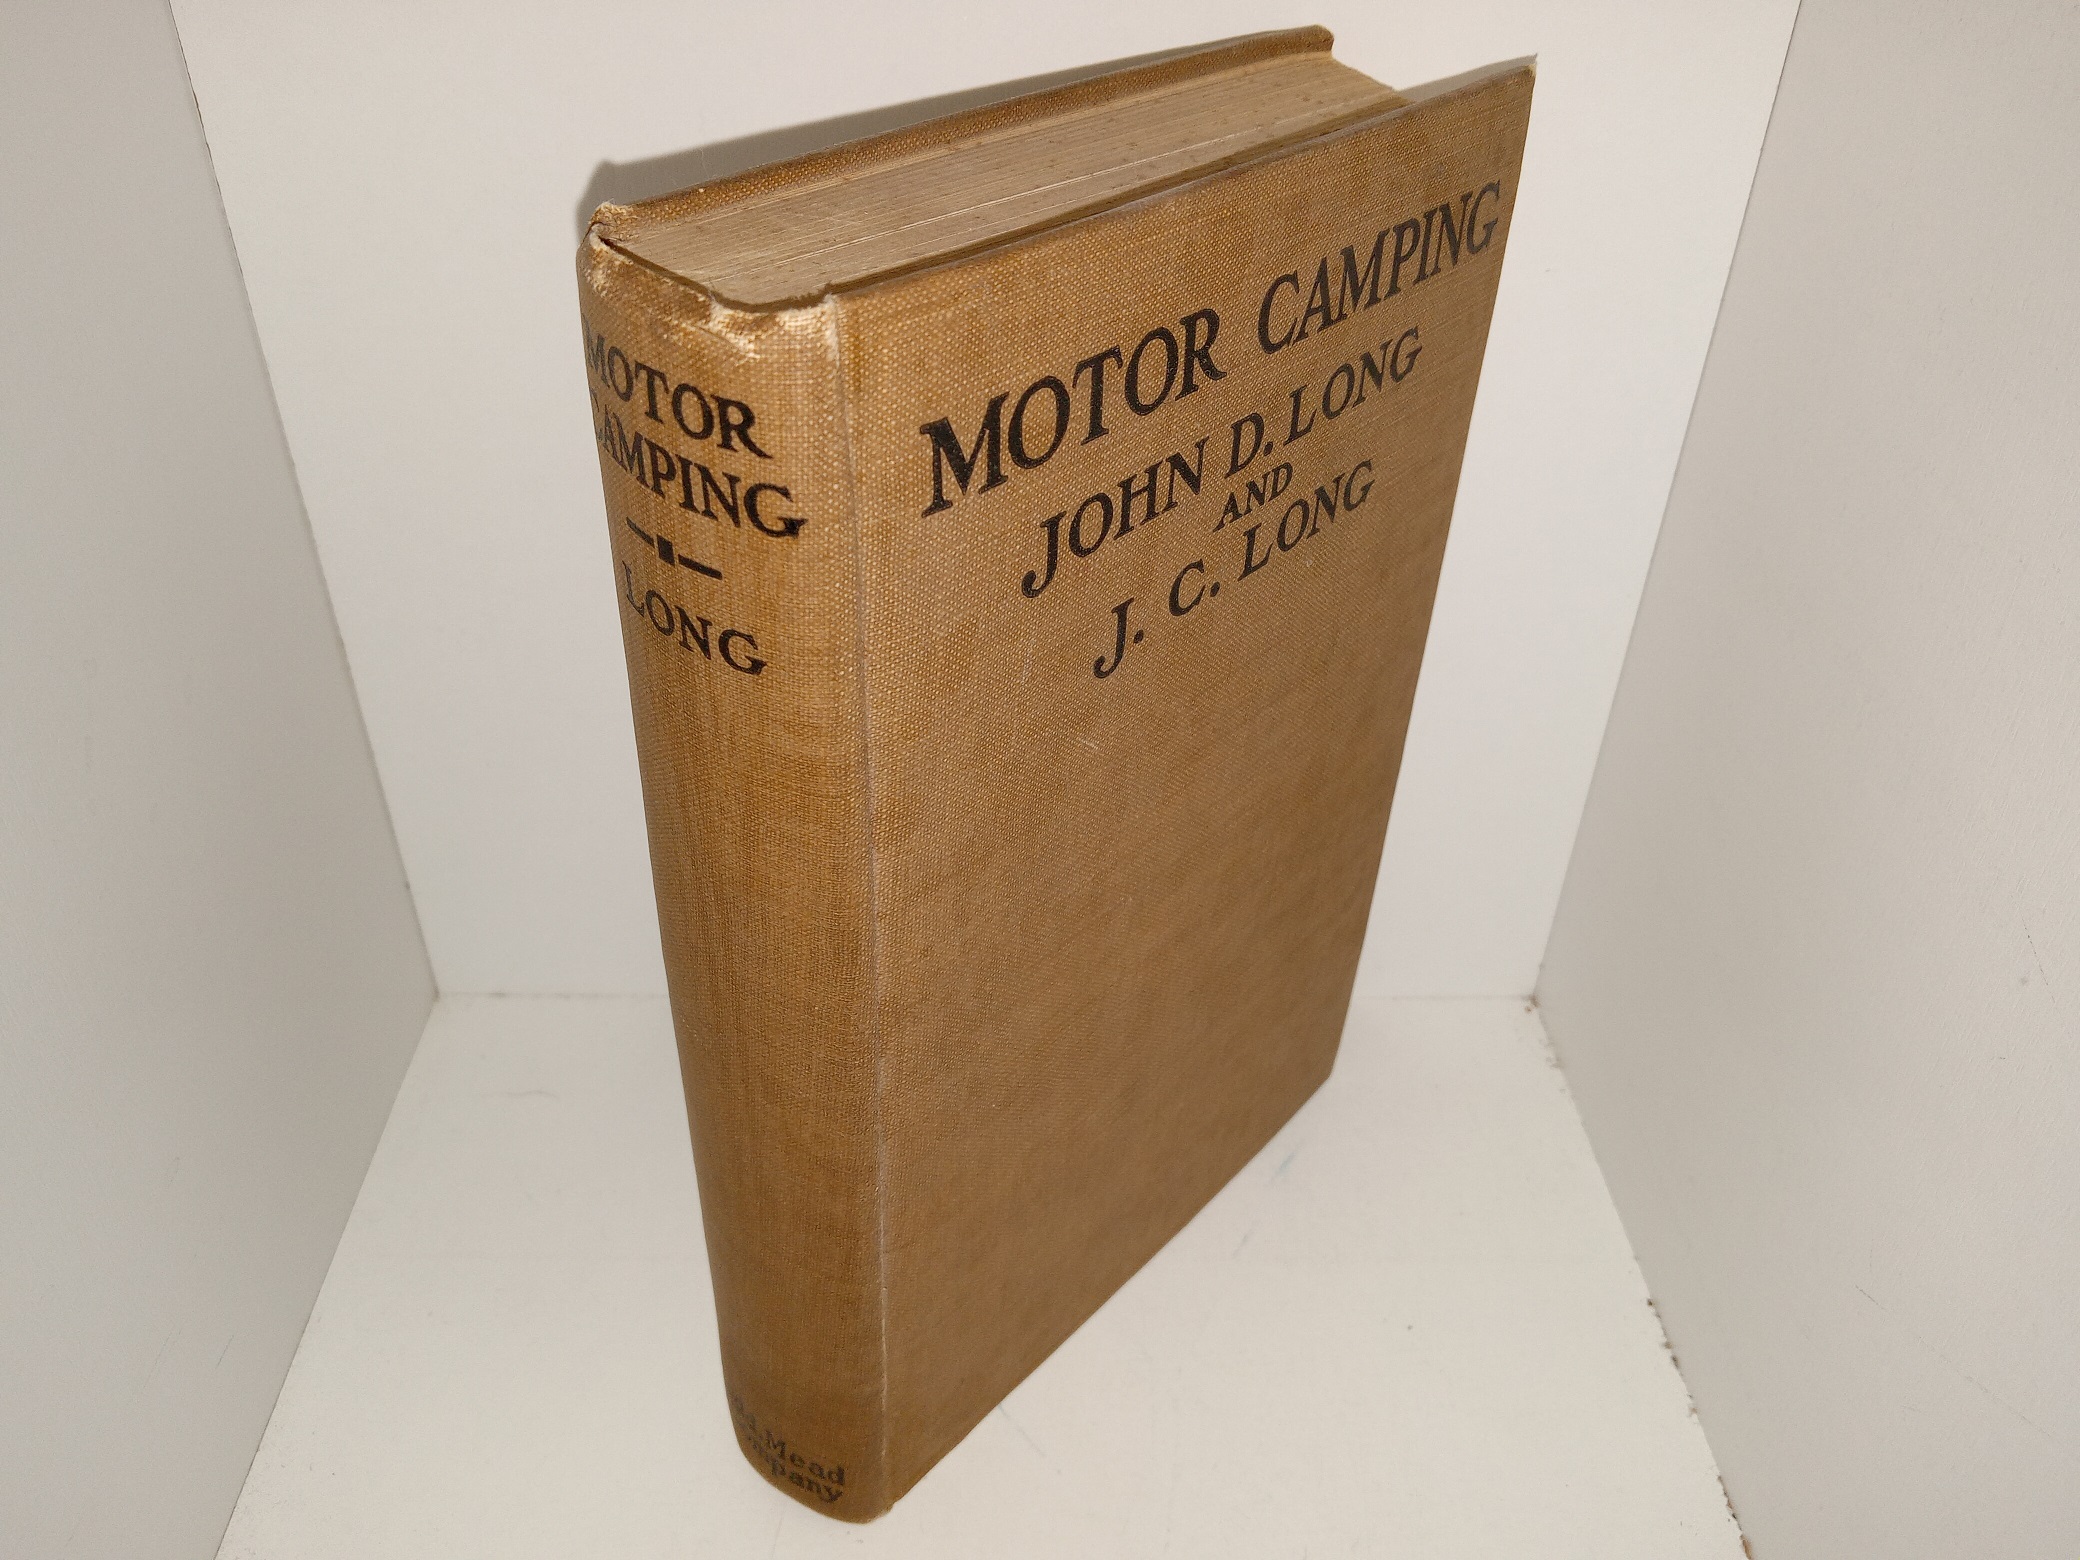 MOTOR
CAMPING
LONG
Mead
Company
MOTOR CAMPING
JOHN D. LONG
AND
J. C. LONG